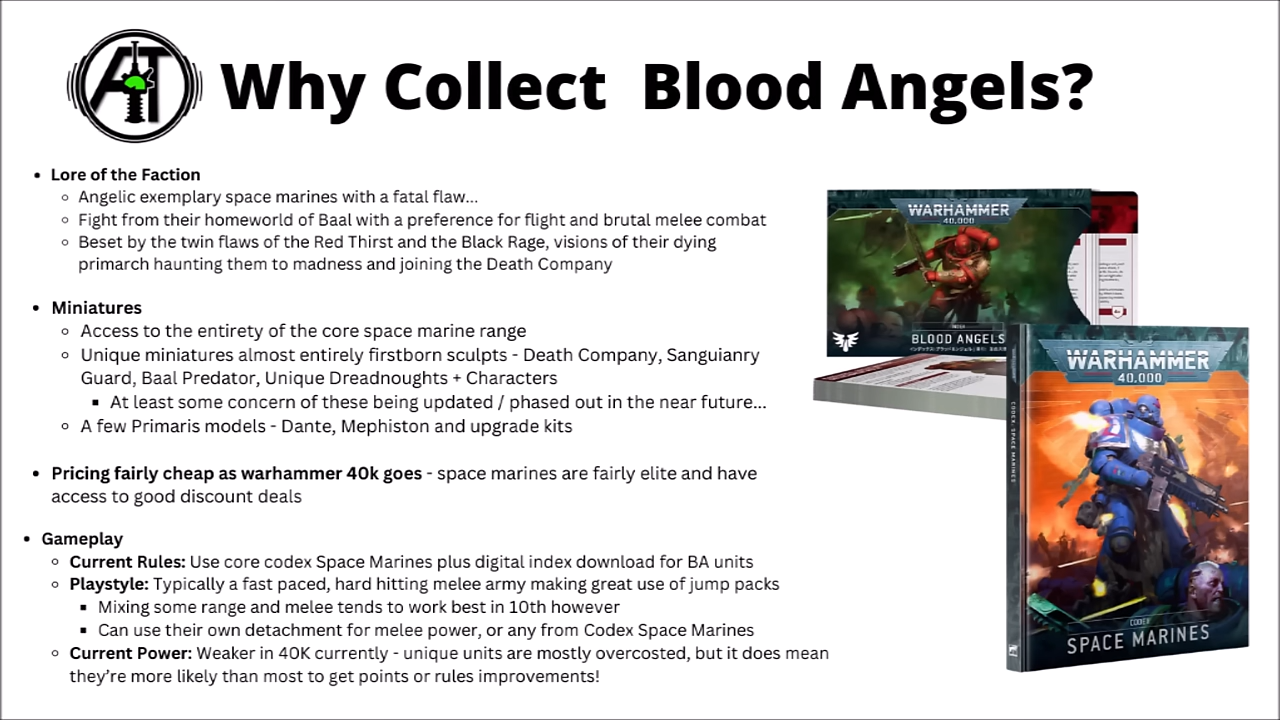 AT
Why Collect Blood Angels?
• Lore of the Faction
◦ Angelic exemplary space marines with a fatal flaw...
◦ Fight from their homeworld of Baal with a preference for flight and brutal melee combat
◦ Beset by the twin flaws of the Red Thirst and the Black Rage, visions of their dying
primarch haunting them to madness and joining the Death Company
• Miniatures
◦ Access to the entirety of the core space marine range
◦ Unique miniatures almost entirely firstborn sculpts - Death Company, Sanguianry
Guard, Baal Predator, Unique Dreadnoughts + Characters
▪ At least some concern of these being updated / phased out in the near future...
◦ A few Primaris models - Dante, Mephiston and upgrade kits
• Pricing fairly cheap as warhammer 40k goes - space marines are fairly elite and have
access to good discount deals
• Gameplay
◦ Current Rules: Use core codex Space Marines plus digital index download for BA units
◦ Playstyle: Typically a fast paced, hard hitting melee army making great use of jump packs
▪ Mixing some range and melee tends to work best in 10th however
▪ Can use their own detachment for melee power, or any from Codex Space Marines
◦ Current Power: Weaker in 40K currently - unique units are mostly overcosted, but it does mean
they're more likely than most to get points or rules improvements!
WARHAMMER
40,000
INDEX
BLOOD ANGELS
WARHAMMER
40,000
CODEX: SPACE MARINES
CODEX
SPACE MARINES